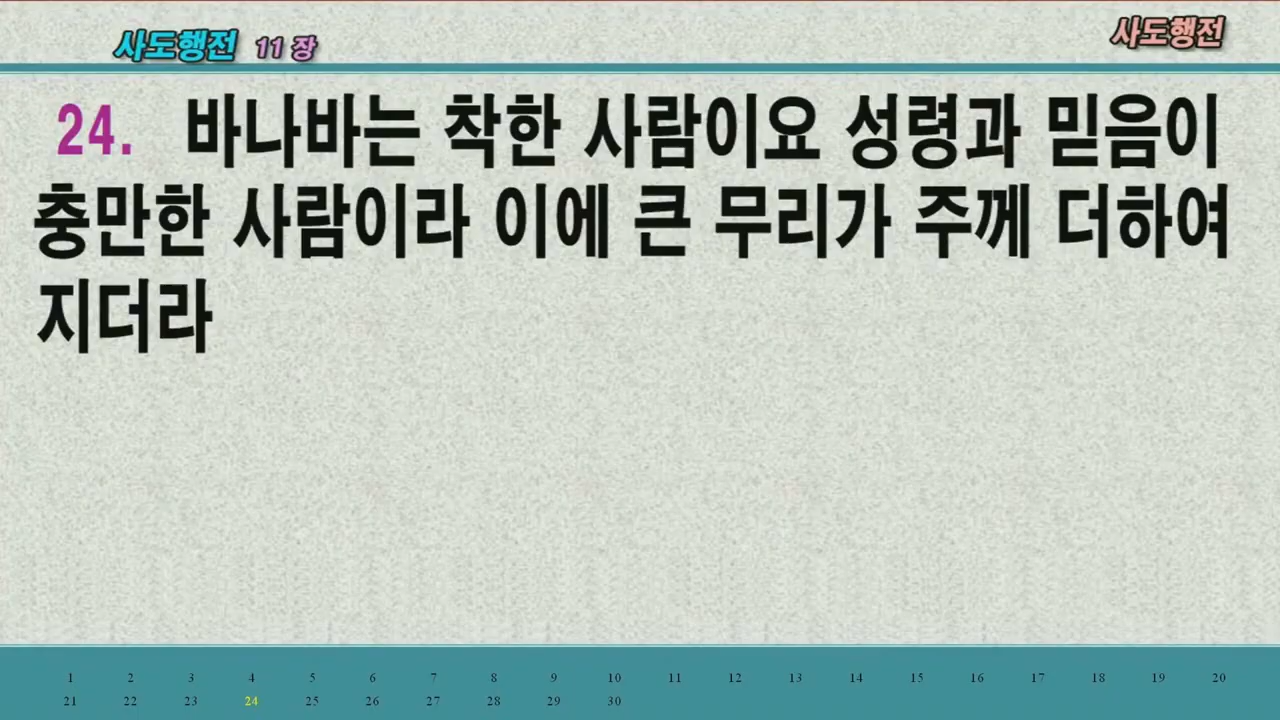 사도행전 11 장
사도행전
24. 바나바는 착한 사람이요 성령과 믿음이
충만한 사람이라 이에 큰 무리가 주께 더하여
지더라
1 2 3 4 5 6 7 8 9 10 11 12 13 14 15 16 17 18 19 20
21 22 23 24 25 26 27 28 29 30